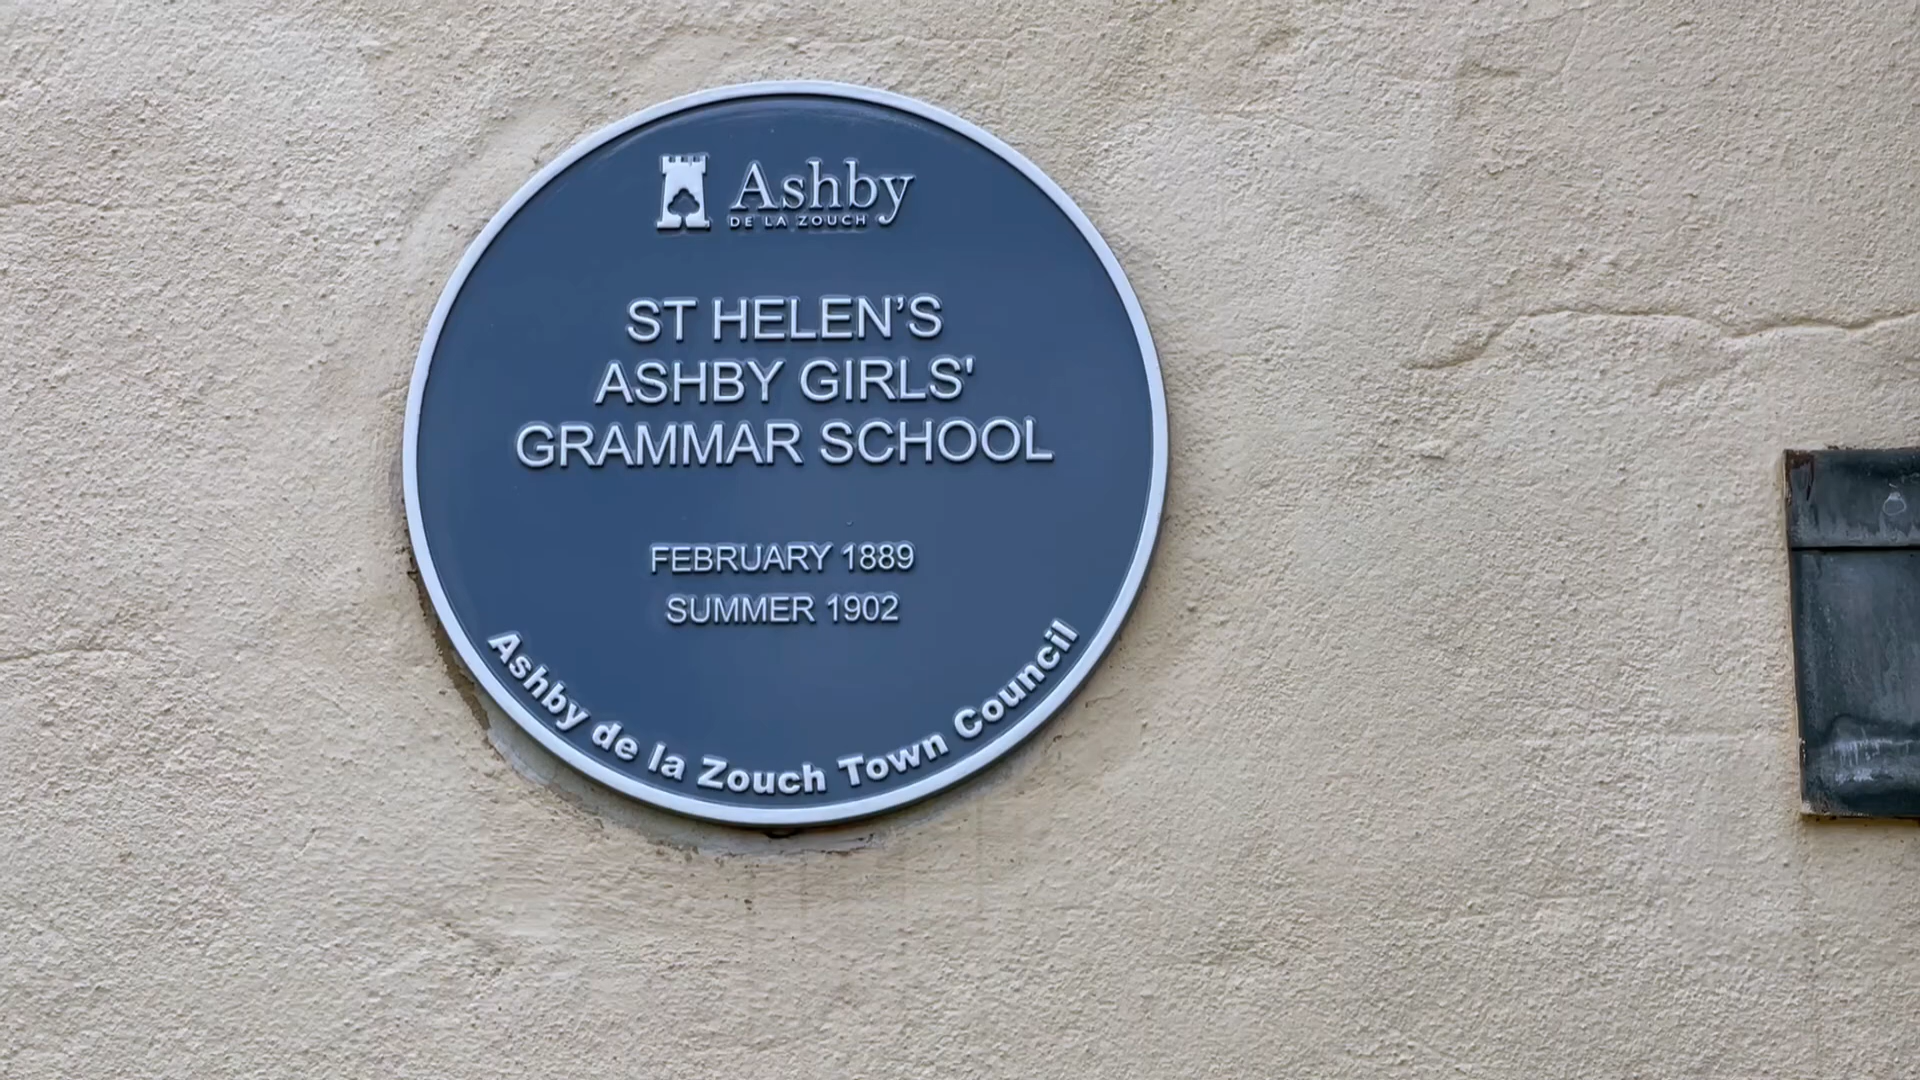 Ashby
DE LA ZOUCH
ST HELEN’S
ASHBY GIRLS'
GRAMMAR SCHOOL
FEBRUARY 1889
SUMMER 1902
Ashby de la Zouch Town Council